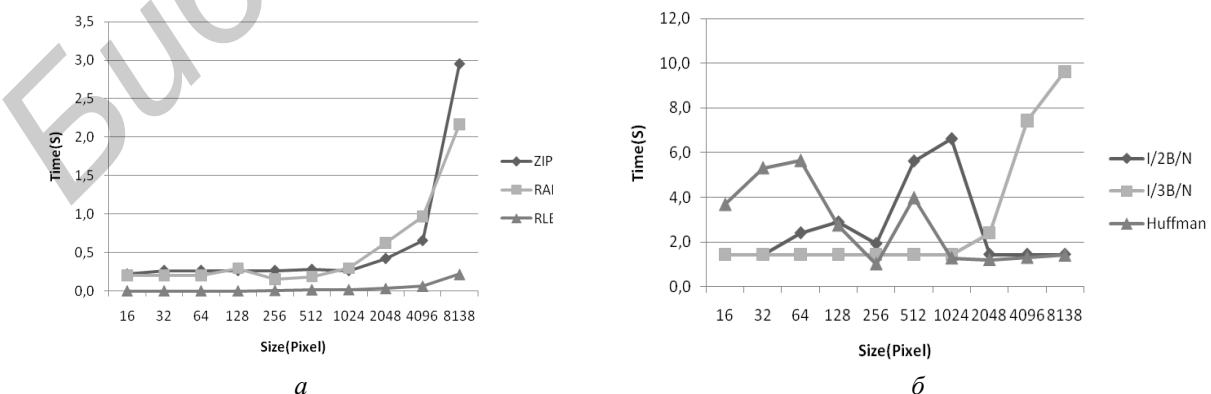 Биб
3,5
3,0
2,5
2,0
1,5
1,0
0,5
0,0
Time(S)
16 32 64 128 256 512 1024 2048 4096 8138
Size(Pixel)
ZIP
а
12,0
10,0
8,0
6,0
4,0
2,0
0,0
Time(S)
16 32 64 128 256 512 1024 2048 4096 8138
Size(Pixel)
I/2B/N
I/3B/N
Huffman
б